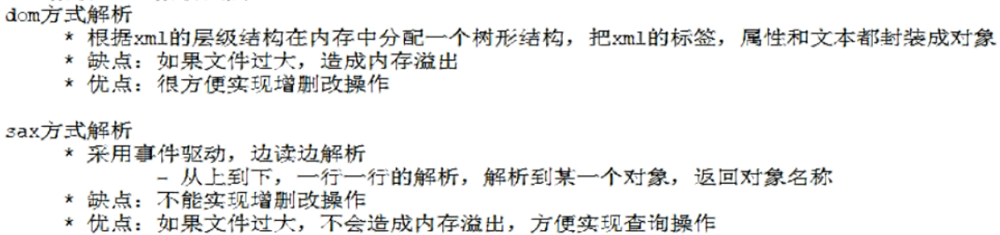 dom方式解析
* 根据xml的层级结构在内存中分配一个树形结构，把xml的标签，属性和文本都封装成对象
* 缺点：如果文件过大，造成内存溢出
* 优点：很方便实现增删改操作
sax方式解析
* 采用事件驱动，边读边解析
- 从上到下，一行一行的解析，解析到某一个对象，返回对象名称
* 缺点：不能实现增删改操作
* 优点：如果文件过大，不会造成内存溢出，方便实现查询操作